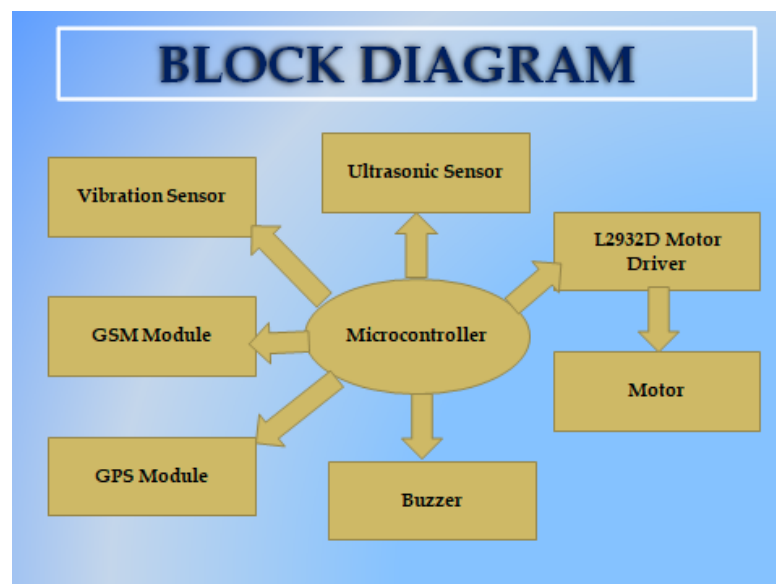 BLOCK DIAGRAM
Ultrasonic Sensor
Vibration Sensor
L2932D Motor
Driver
GSM Module
Microcontroller
Motor
GPS Module
Buzzer